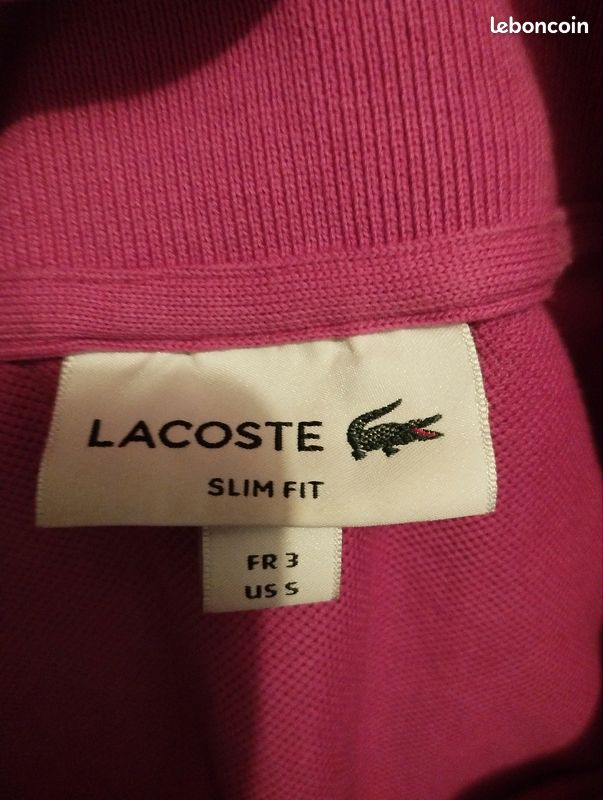 leboncoin
LACOSTE
SLIM FIT
FR 3
US S